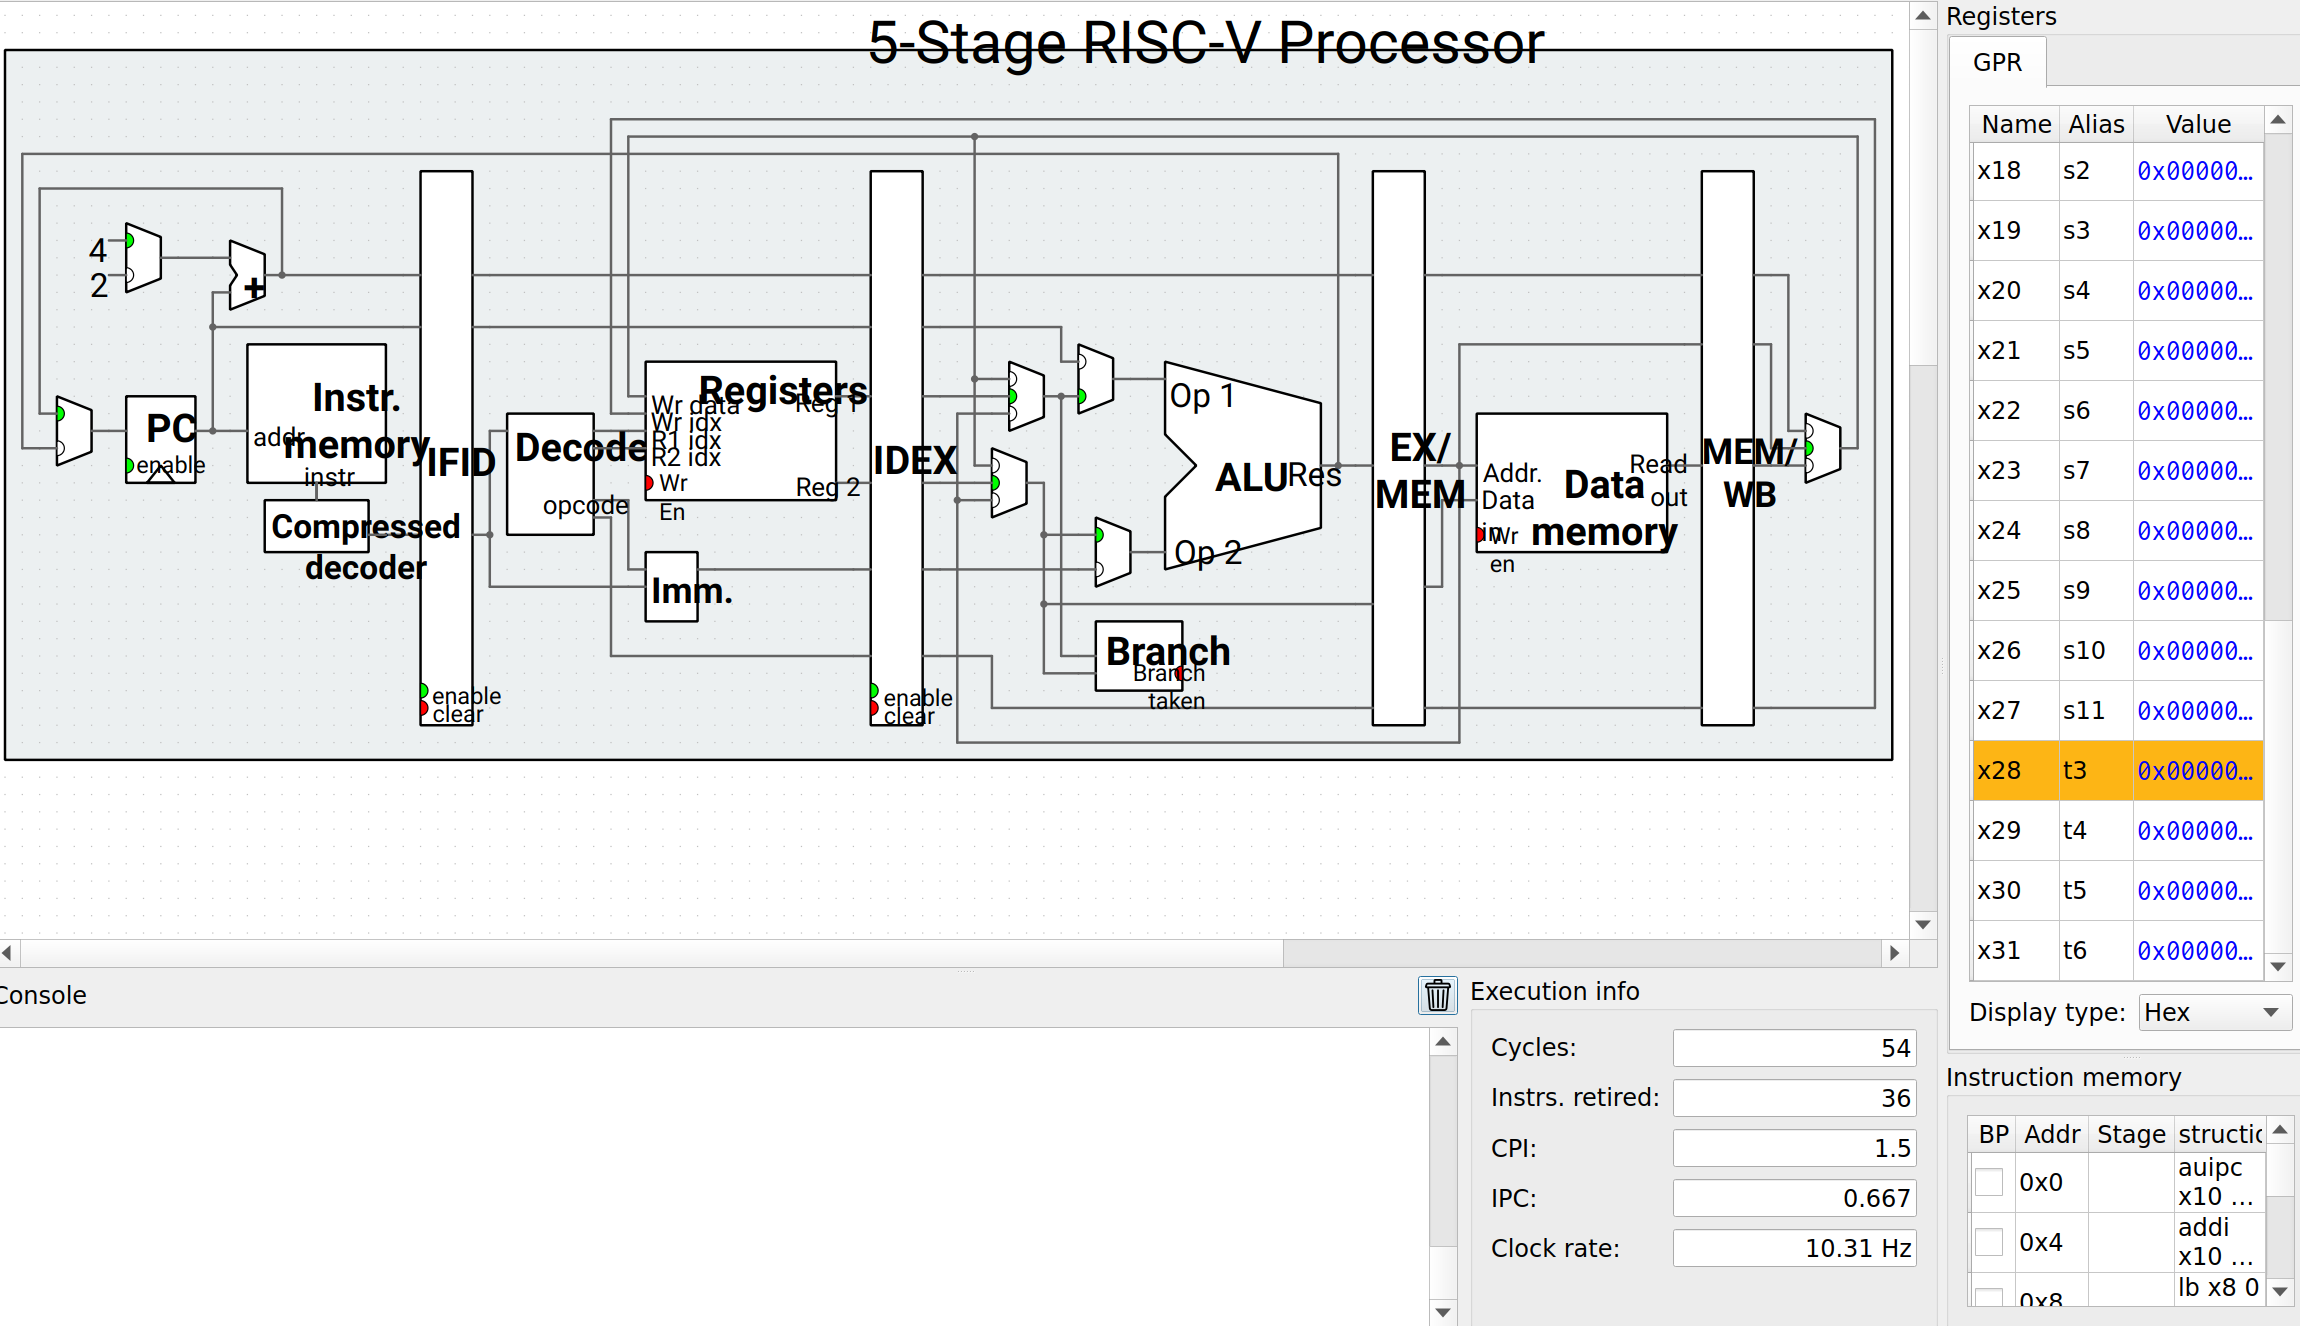 5-Stage RISC-V Processor
4
2
+
PC
enable
Instr.
memory
addr
instr
Compressed
decoder
IFID
enable
clear
Decode
opcode
Registers
Wr data
Wr idx
R1 idx
R2 idx
Wr
En
Reg 1
Reg 2
Imm.
IDEX
enable
clear
Op 1
Op 2
ALU
Res
Branch
Branch
taken
EX/
MEM
Addr.
Data
in
Wr
en
Data
memory
Read
out
MEM/
WB
Console
Execution info
Cycles: 54
Instrs. retired: 36
CPI: 1.5
IPC: 0.667
Clock rate: 10.31 Hz
Registers
GPR
Name Alias Value
x18 s2 0x00000...
x19 s3 0x00000...
x20 s4 0x00000...
x21 s5 0x00000...
x22 s6 0x00000...
x23 s7 0x00000...
x24 s8 0x00000...
x25 s9 0x00000...
x26 s10 0x00000...
x27 s11 0x00000...
x28 t3 0x00000...
x29 t4 0x00000...
x30 t5 0x00000...
x31 t6 0x00000...
Display type: Hex
Instruction memory
BP Addr Stage structic
0x0 auipc
x10 ...
0x4 addi
x10 ...
0x8 lb x8 0